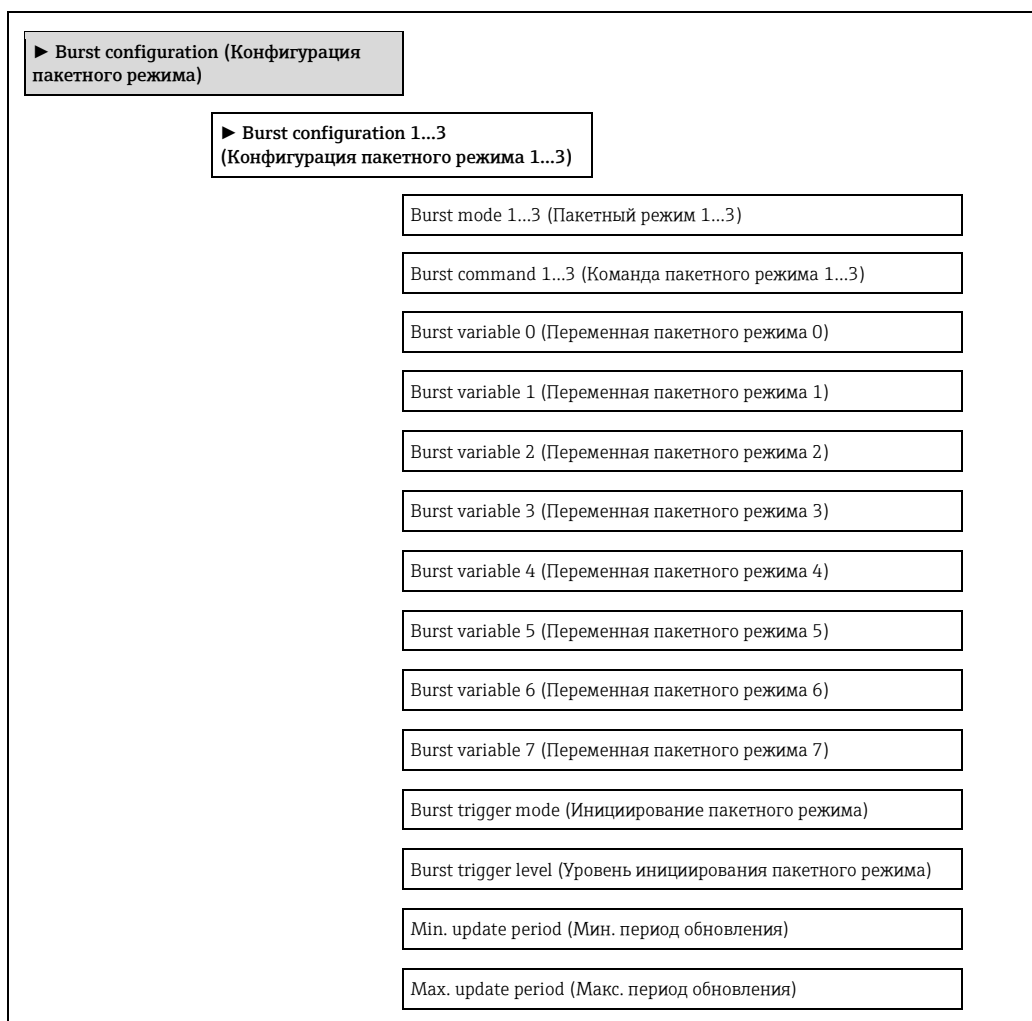 ► Burst configuration (Конфигурация
пакетного режима)
► Burst configuration 1...3
(Конфигурация пакетного режима 1...3)
Burst mode 1...3 (Пакетный режим 1...3)
Burst command 1...3 (Команда пакетного режима 1...3)
Burst variable 0 (Переменная пакетного режима 0)
Burst variable 1 (Переменная пакетного режима 1)
Burst variable 2 (Переменная пакетного режима 2)
Burst variable 3 (Переменная пакетного режима 3)
Burst variable 4 (Переменная пакетного режима 4)
Burst variable 5 (Переменная пакетного режима 5)
Burst variable 6 (Переменная пакетного режима 6)
Burst variable 7 (Переменная пакетного режима 7)
Burst trigger mode (Инициирование пакетного режима)
Burst trigger level (Уровень инициирования пакетного режима)
Min. update period (Мин. период обновления)
Max. update period (Макс. период обновления)